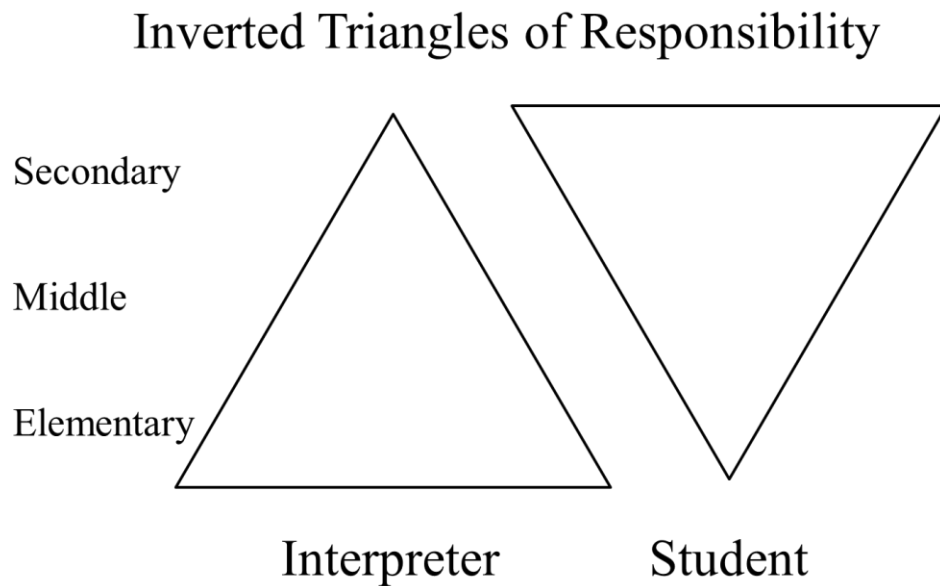 Inverted Triangles of Responsibility
Secondary
Middle
Elementary
Interpreter
Student